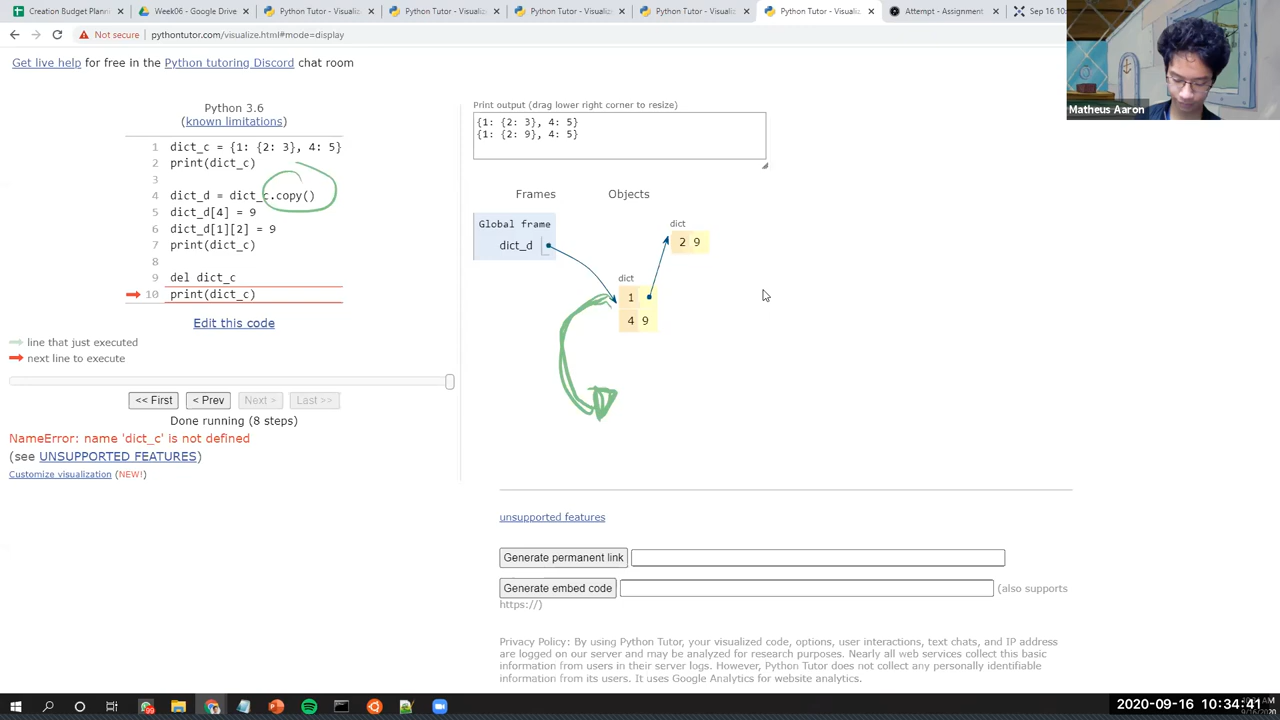 Creation Budget Plann
Week06 - Google Drive
Python Tutor - Visuali
Python Tutor - Visuali
Python Tutor - Visuali
Python Tutor - Visuali
Python Tutor - Visuali
Attempt - Assignment
Sep 16 10
Not secure | pythontutor.com/visualize.html#mode=display
Get live help for free in the Python tutoring Discord chat room
Matheus Aaron
Python 3.6
(known limitations)
1 dict_c = {1: {2: 3}, 4: 5}
2 print(dict_c)
3
4 dict_d = dict_c.copy()
5 dict_d[4] = 9
6 dict_d[1][2] = 9
7 print(dict_c)
8
9 del dict_c
10 print(dict_c)
Edit this code
line that just executed
next line to execute
<< First
< Prev
Next >
Last >>
Done running (8 steps)
NameError: name 'dict_c' is not defined
(see UNSUPPORTED FEATURES)
Customize visualization (NEW!)
Print output (drag lower right corner to resize)
{1: {2: 3}, 4: 5}
{1: {2: 9}, 4: 5}
Frames
Objects
Global frame
dict_d
dict
2 9
dict
1
4 9
unsupported features
Generate permanent link
Generate embed code
(also supports
https://)
Privacy Policy: By using Python Tutor, your visualized code, options, user interactions, text chats, and IP address
are logged on our server and may be analyzed for research purposes. Nearly all web services collect this basic
information from users in their server logs. However, Python Tutor does not collect any personally identifiable
information from its users. It uses Google Analytics for website analytics.
2020-09-16 10:34:41